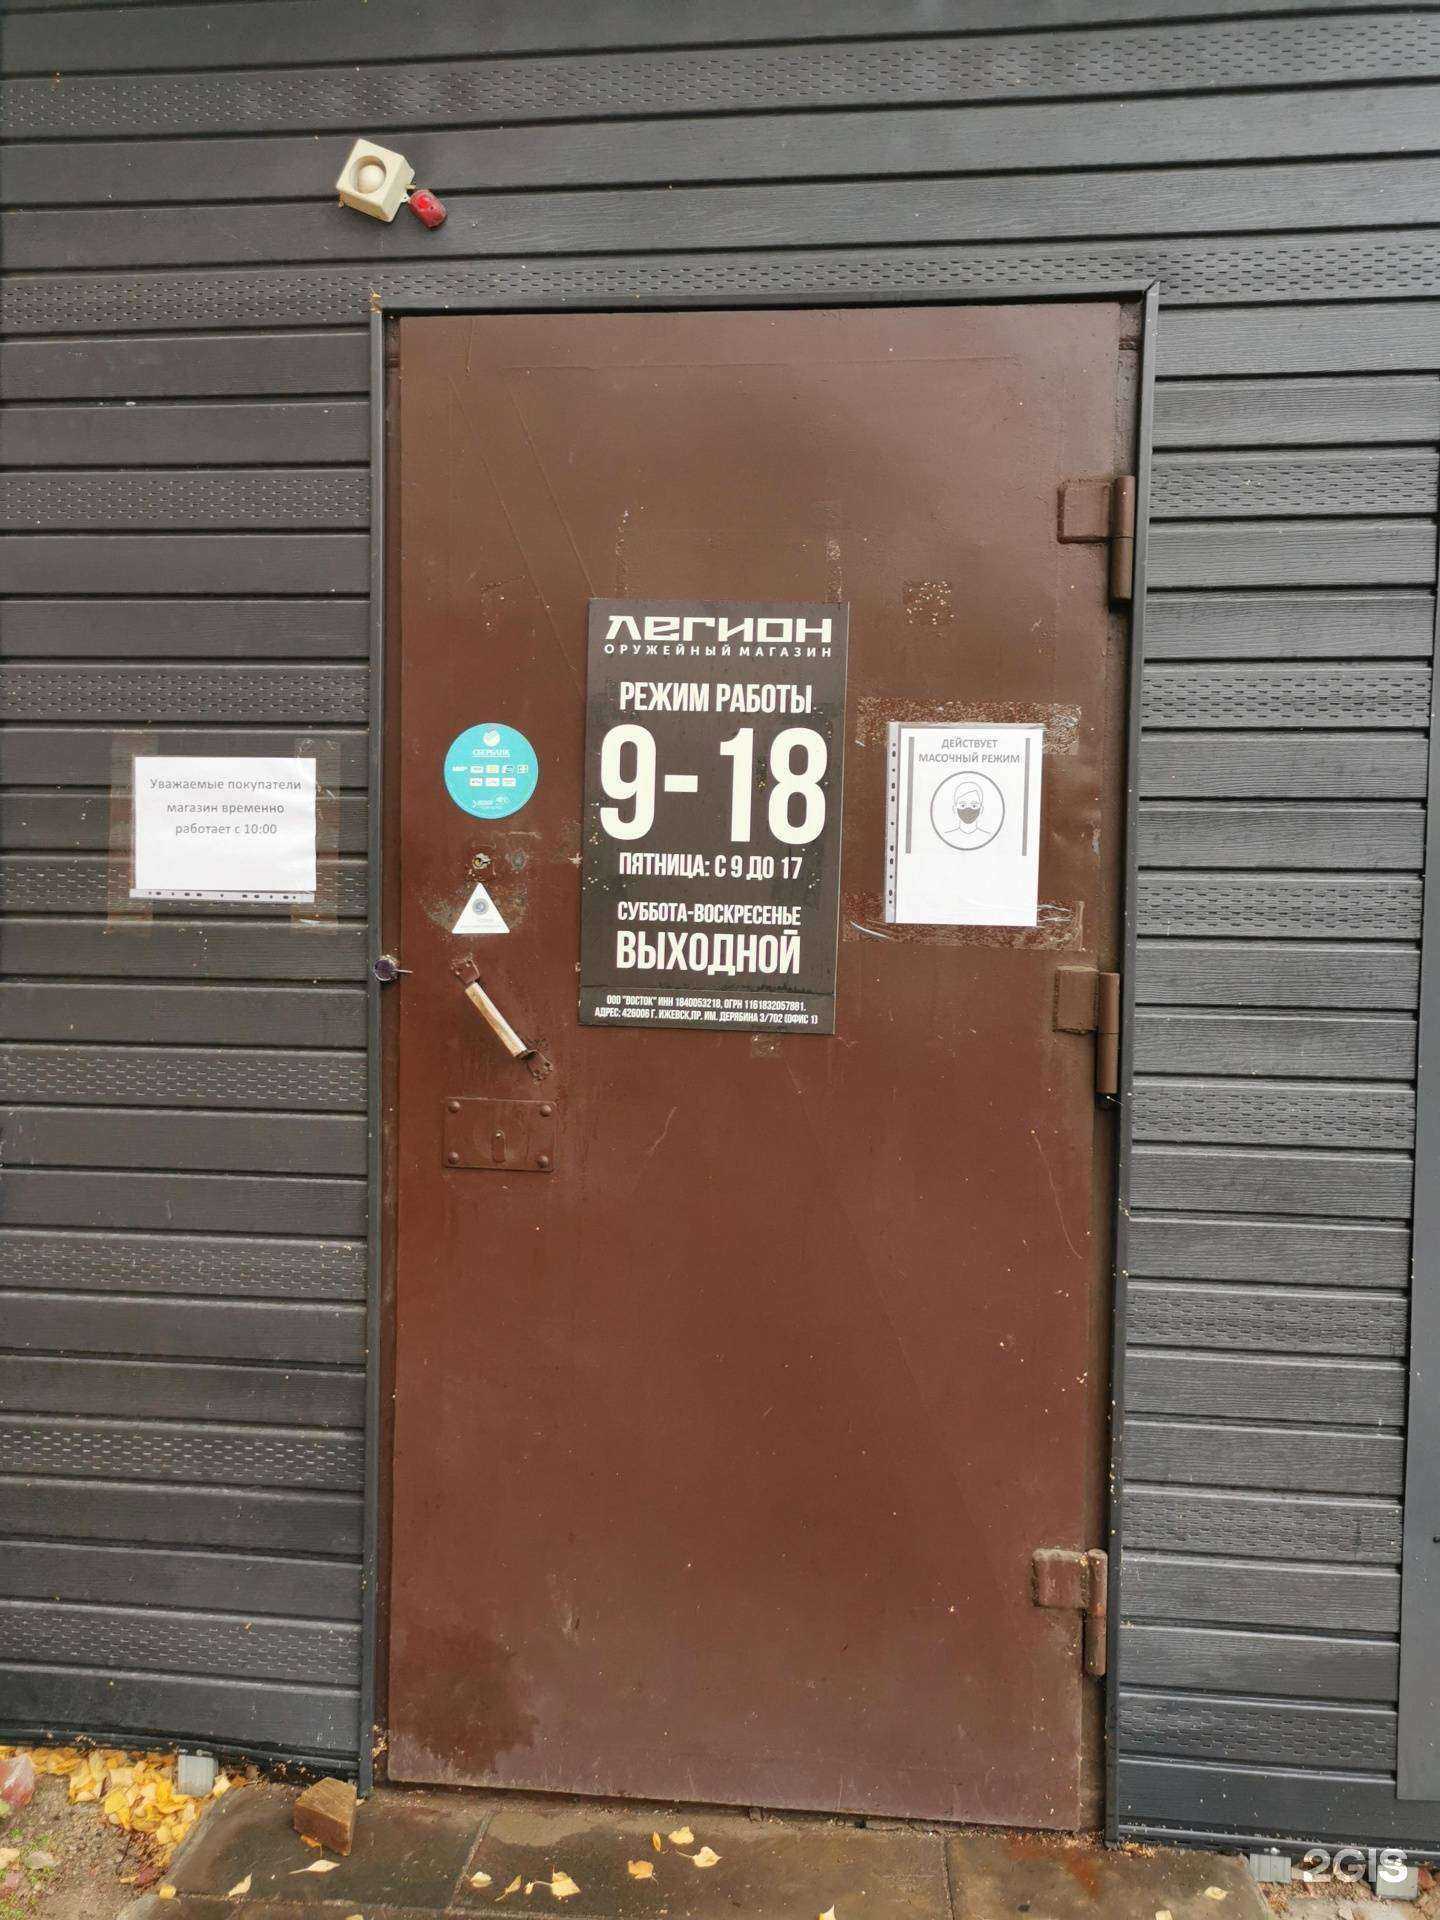 ЛЕГИОН
ОРУЖЕЙНЫЙ МАГАЗИН
РЕЖИМ РАБОТЫ
9-18
ПЯТНИЦА: С 9 ДО 17
СУББОТА-ВОСКРЕСЕНЬЕ
ВЫХОДНОЙ
ООО "ВОСТОК" ИНН 1840053218, ОГРН 1161832057881.
АДРЕС: 426006 Г. ИЖЕВСК,ПР. ИМ. ДЕРЯБИНА 3/702 (ОФИС 1)
Уважаемые покупатели
магазин временно
работает с 10:00
СБЕРБАНК
ДЕЙСТВУЕТ
МАСОЧНЫЙ РЕЖИМ
2GIS